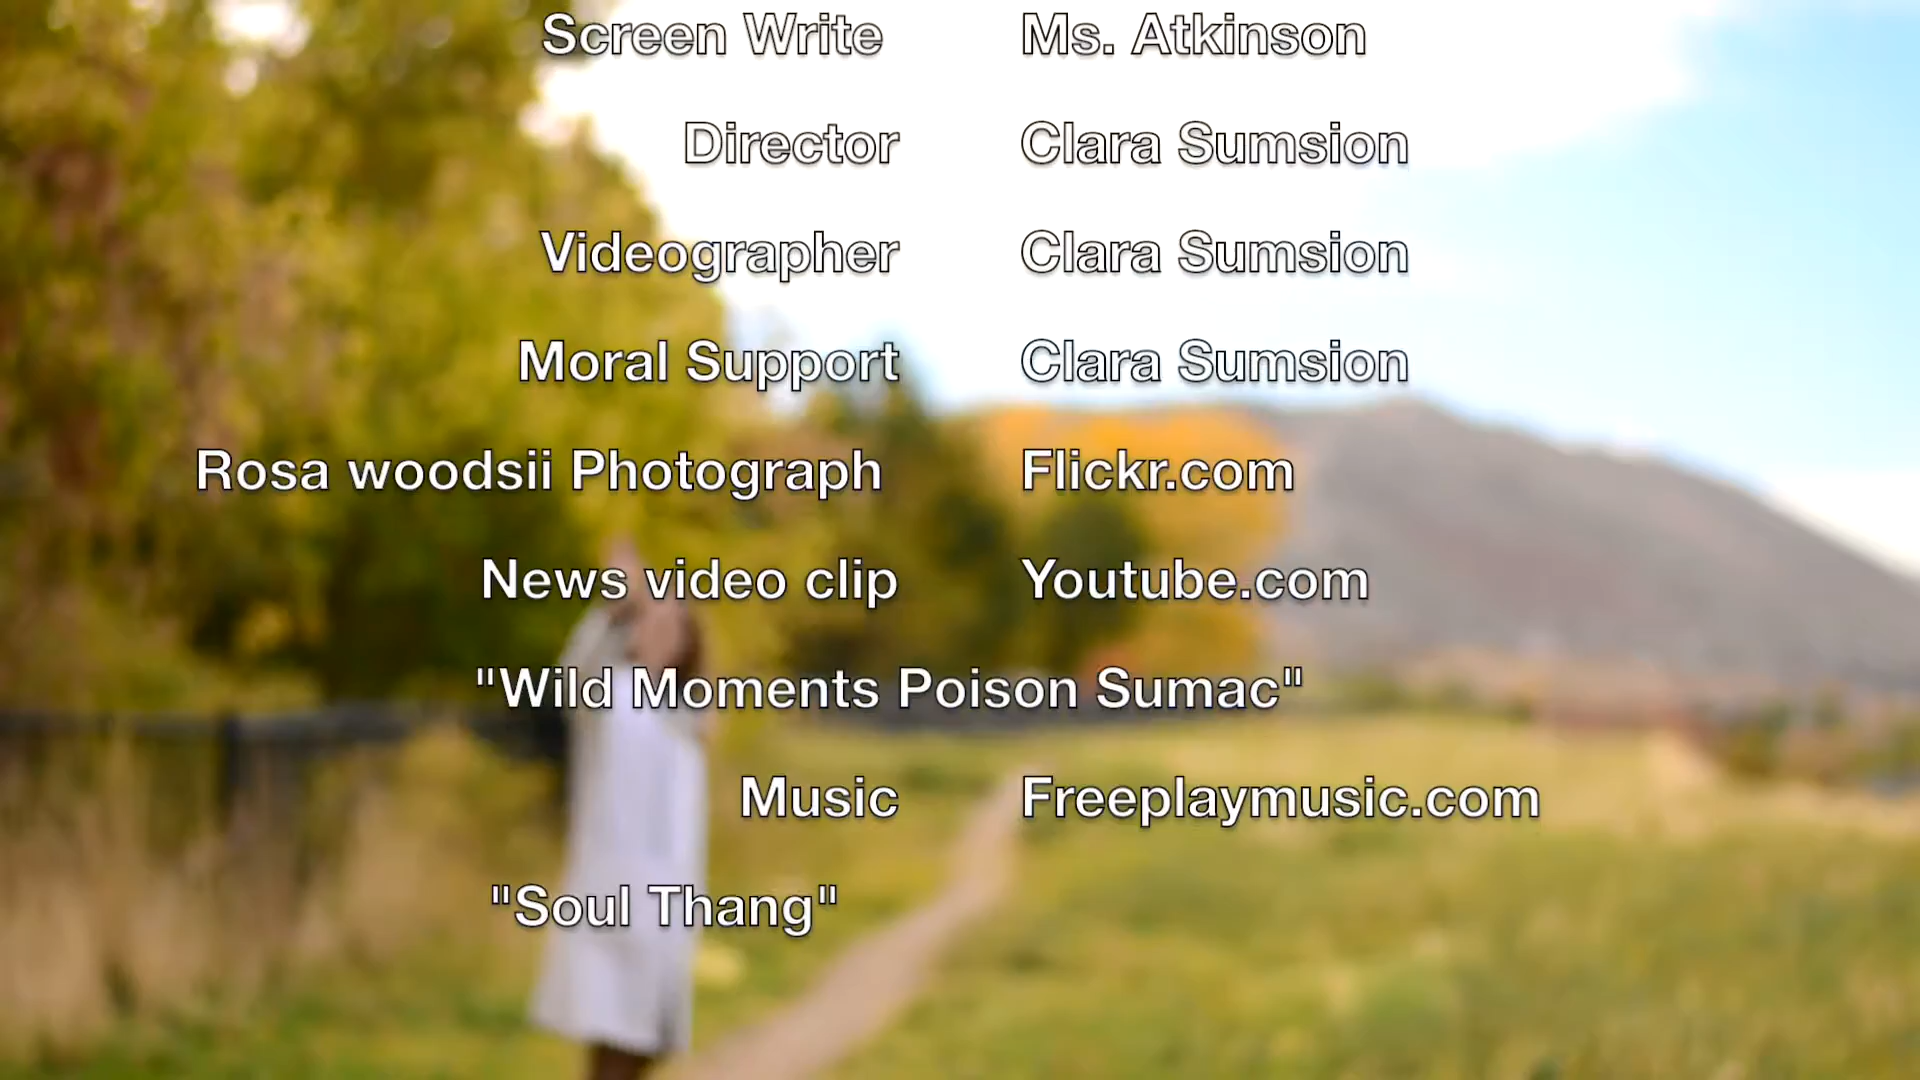 Screen Write Ms. Atkinson
Director Clara Sumsion
Videographer Clara Sumsion
Moral Support Clara Sumsion
Rosa woodsii Photograph Flickr.com
News video clip Youtube.com
"Wild Moments Poison Sumac"
Music Freeplaymusic.com
"Soul Thang"